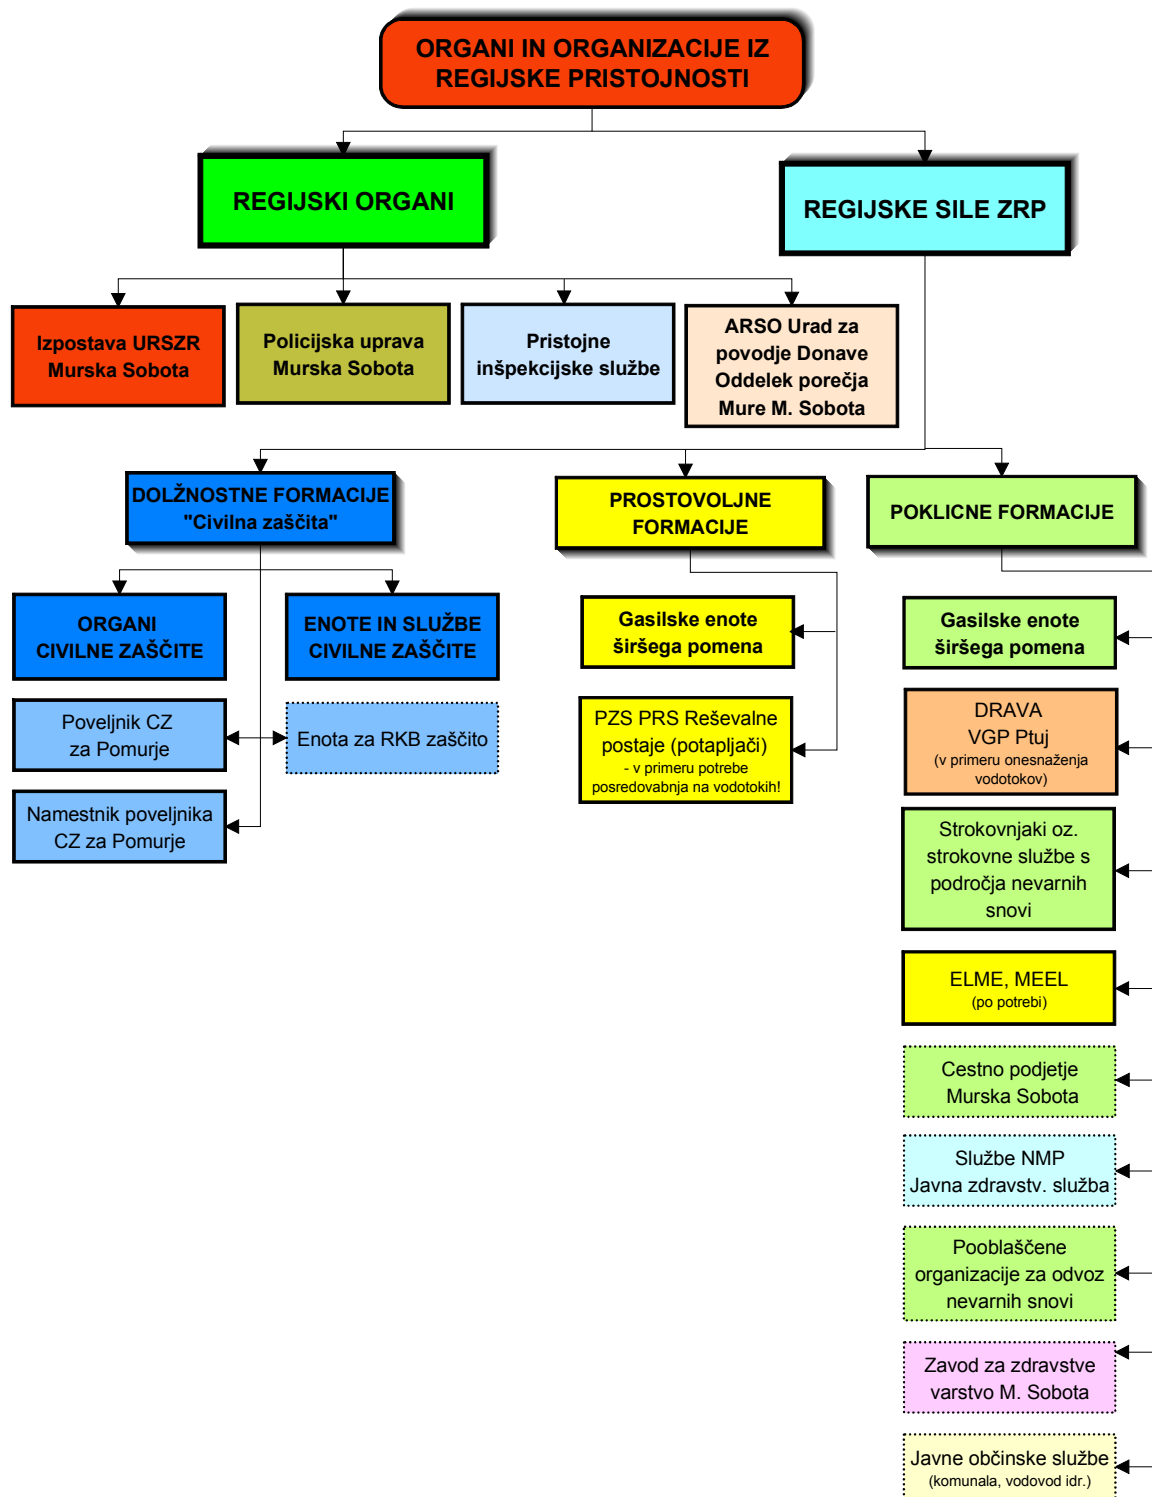 ORGANI IN ORGANIZACIJE IZ
REGIJSKE PRISTOJNOSTI
REGIJSKI ORGANI
REGIJSKE SILE ZRP
Izpostava URSZR
Murska Sobota
Policijska uprava
Murska Sobota
Pristojne
inšpekcijske službe
ARSO Urad za
povodje Donave
Oddelek porečja
Mure M. Sobota
DOLŽNOSTNE FORMACIJE
"Civilna zaščita"
PROSTOVOLJNE
FORMACIJE
POKLICNE FORMACIJE
ORGANI
CIVILNE ZAŠČITE
ENOTE IN SLUŽBE
CIVILNE ZAŠČITE
Poveljnik CZ
za Pomurje
Enota za RKB zaščito
Namestnik poveljnika
CZ za Pomurje
Gasilske enote
širšega pomena
PZS PRS Reševalne
postaje (potapljači)
- v primeru potrebe
posredovabnja na vodotokih!
Gasilske enote
širšega pomena
DRAVA
VGP Ptuj
(v primeru onesnaženja
vodotokov)
Strokovnjaki oz.
strokovne službe s
področja nevarnih
snovi
ELME, MEEL
(po potrebi)
Cestno podjetje
Murska Sobota
Službe NMP
Javna zdravstv. služba
Pooblaščene
organizacije za odvoz
nevarnih snovi
Zavod za zdravstve
varstvo M. Sobota
Javne občinske službe
(komunala, vodovod idr.)